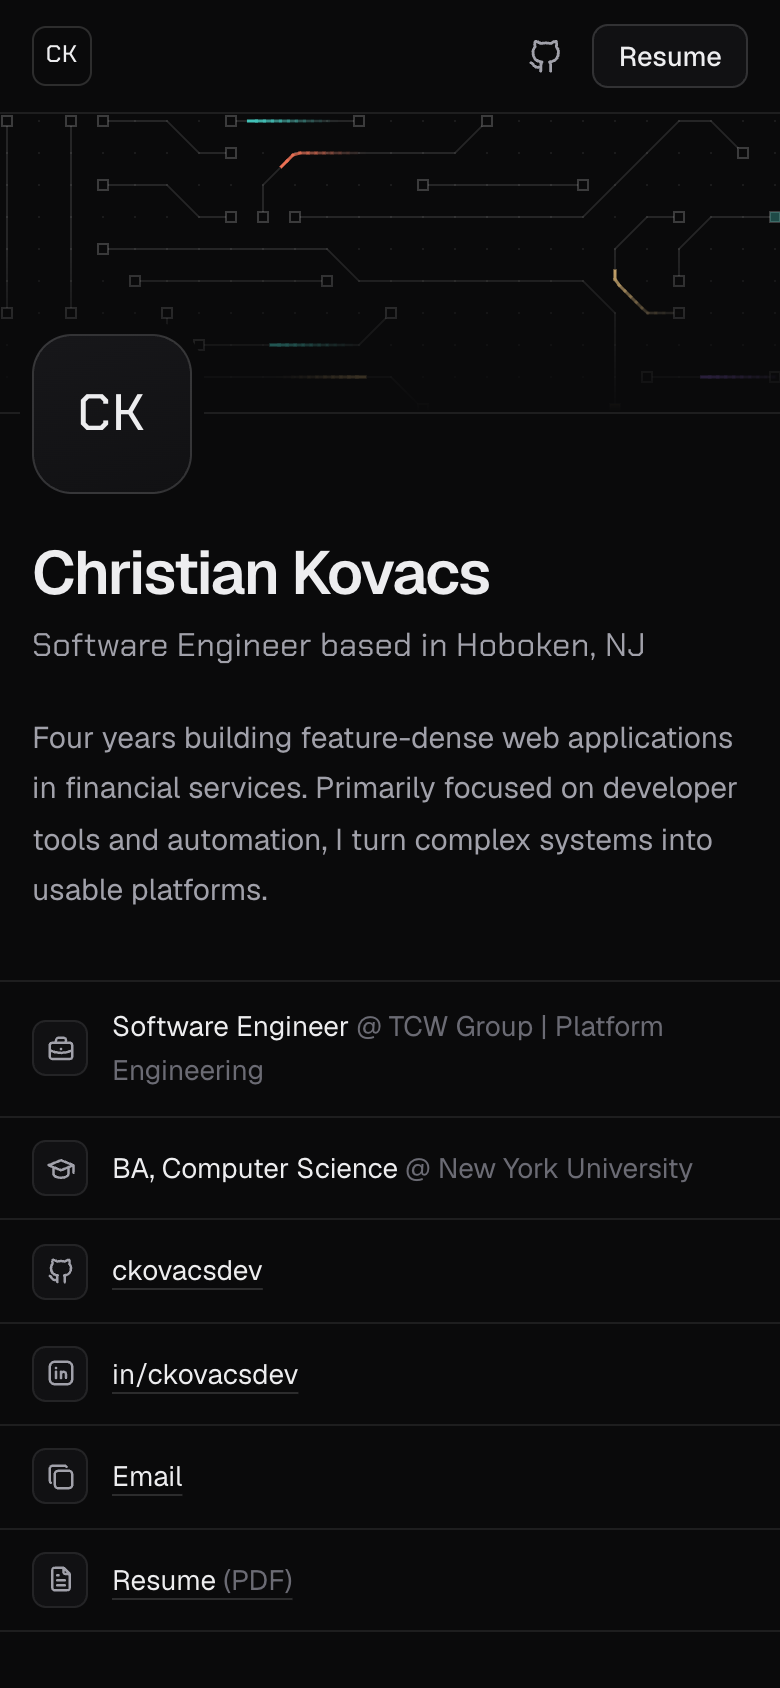 CK
Resume
CK
Christian Kovacs
Software Engineer based in Hoboken, NJ
Four years building feature-dense web applications
in financial services. Primarily focused on developer
tools and automation, I turn complex systems into
usable platforms.
Software Engineer @ TCW Group | Platform
Engineering
BA, Computer Science @ New York University
ckovacsdev
in
in/ckovacsdev
Email
Resume (PDF)